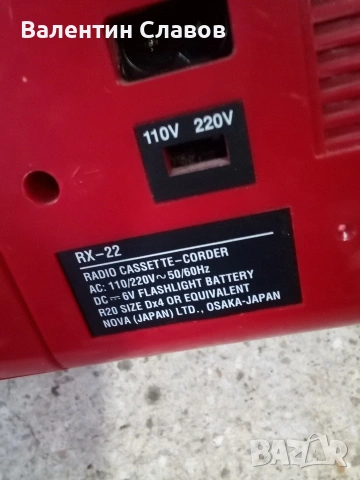 Валентин Славов
110V 220V
RX-22
RADIO CASSETTE-CORDER
AC: 110/220V~50/60Hz
DC ⎓ 6V FLASHLIGHT BATTERY
R20 SIZE Dx4 OR EQUIVALENT
NOVA (JAPAN) LTD., OSAKA-JAPAN
BAZAR